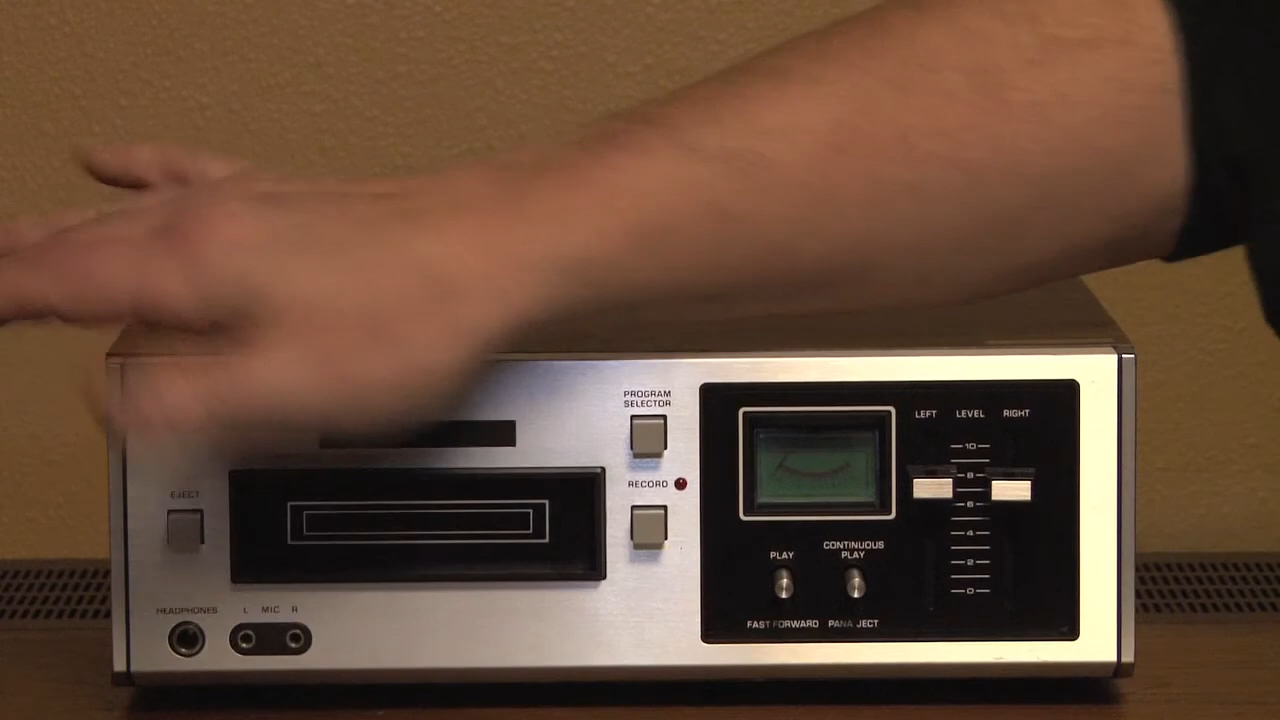 PROGRAM
SELECTOR
RECORD
EJECT
HEADPHONES
L MIC R
LEFT LEVEL RIGHT
10
8
6
4
2
0
PLAY
CONTINUOUS
PLAY
FAST FORWARD
PANA JECT